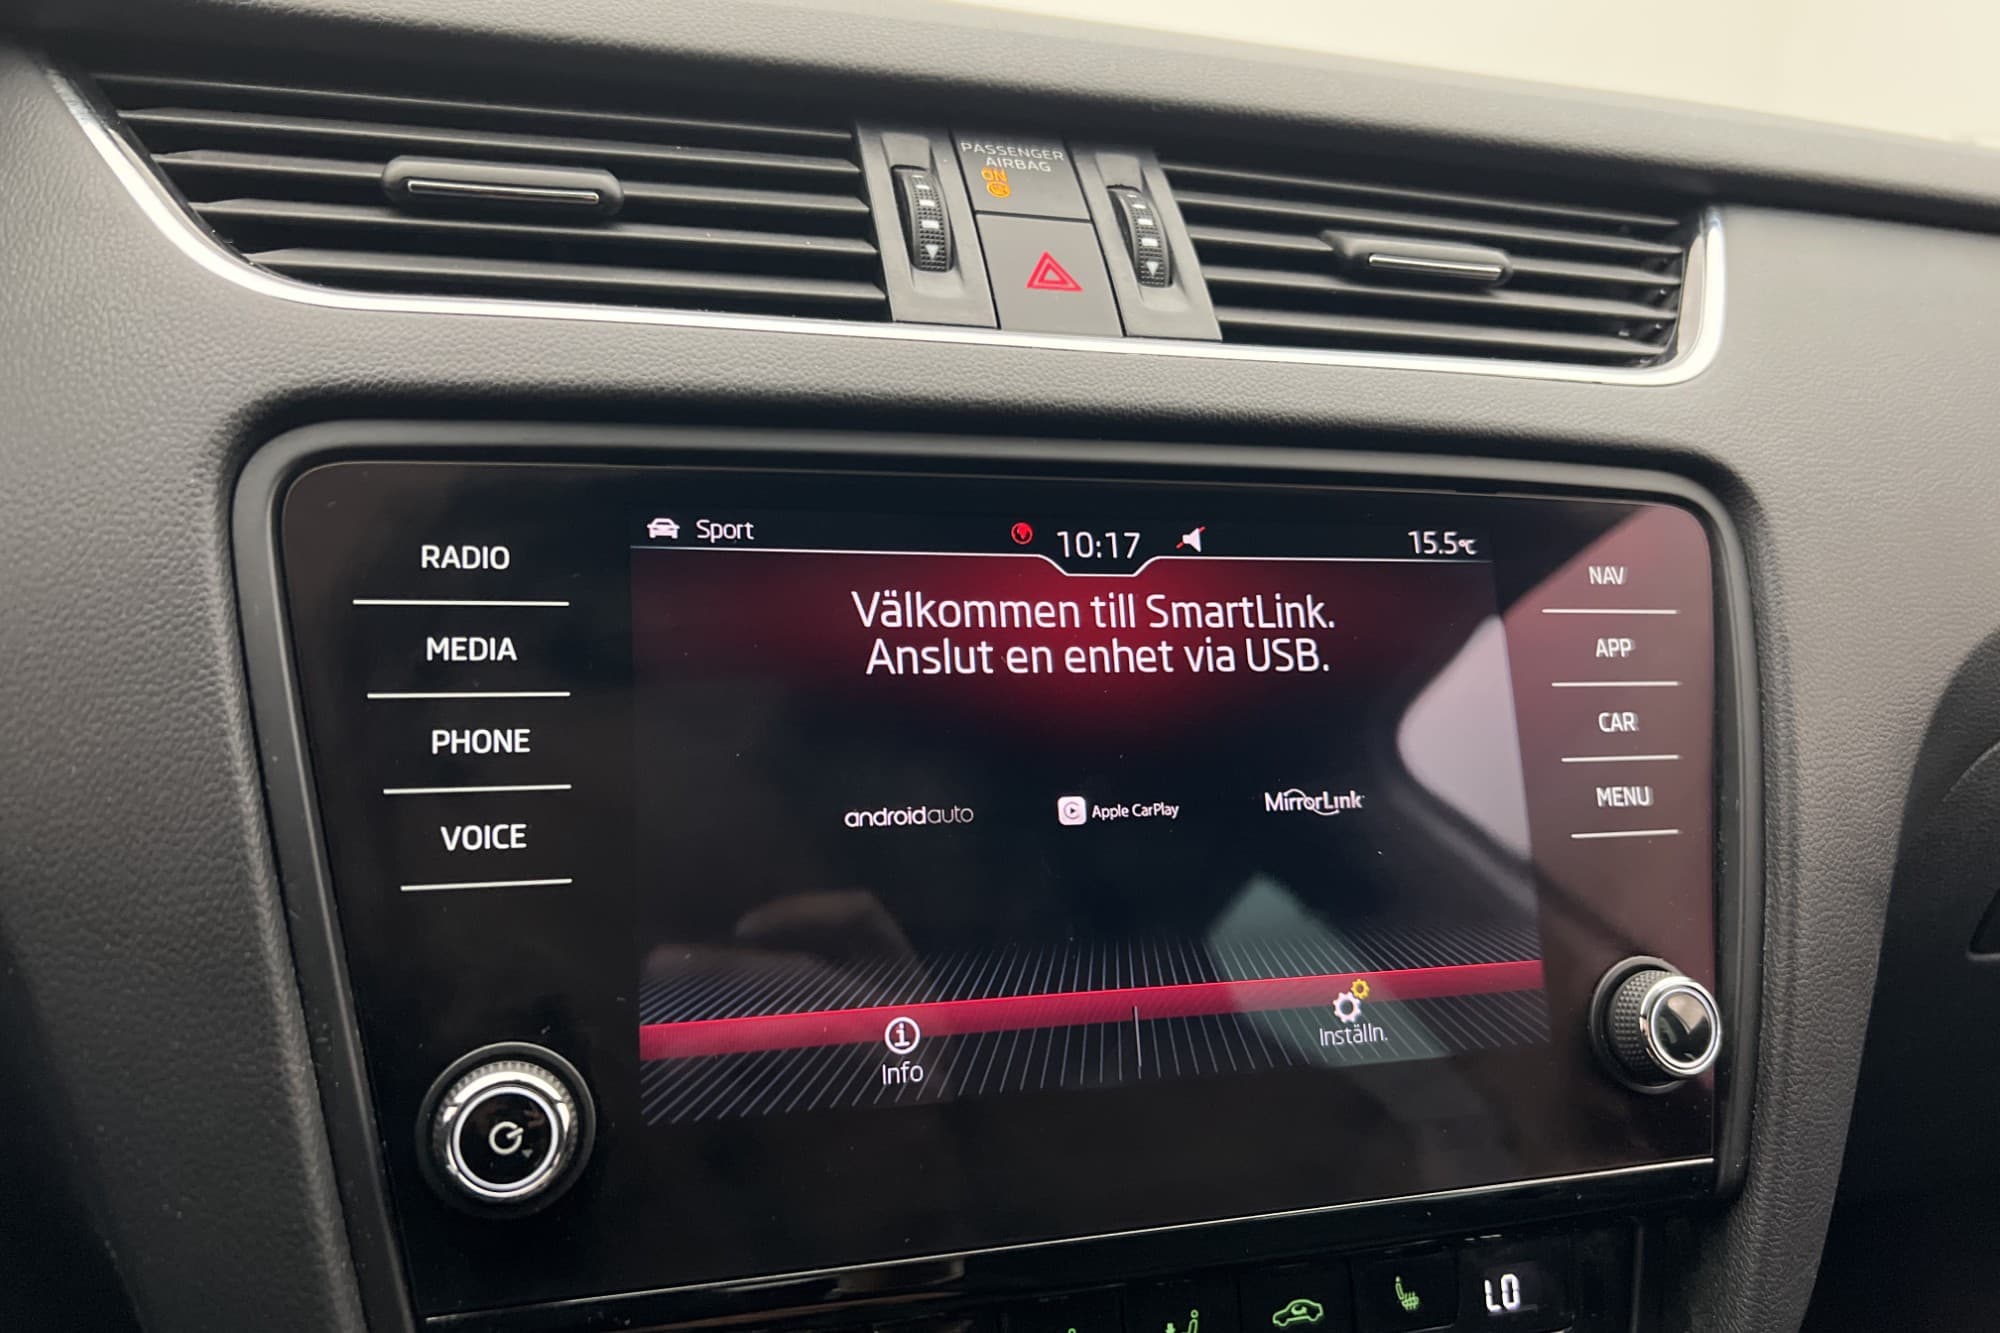 PASSENGER
AIRBAG
ON
Sport
10:17
15.5°C
RADIO
MEDIA
PHONE
VOICE
Välkommen till SmartLink.
Anslut en enhet via USB.
androidauto
Apple CarPlay
MirrorLink
Info
Inställn.
NAV
APP
CAR
MENU
LO